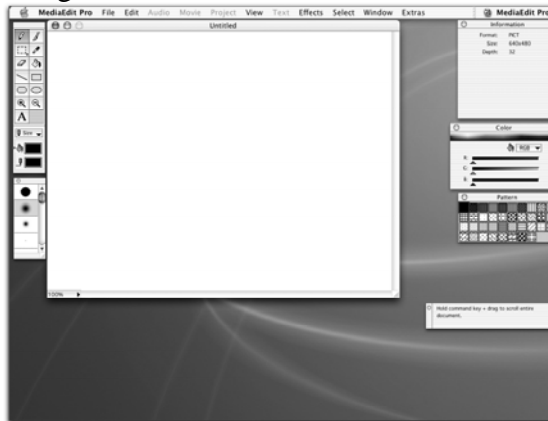 MediaEdit Pro File Edit Audio Movie Project View Text Effects Select Window Extras MediaEdit Pro
Untitled
Information
Format: PICT
Size: 640x480
Depth: 32
A
Size
Color
RGB
R
G
B
Pattern
100%
Hold command key + drag to scroll entire
document.